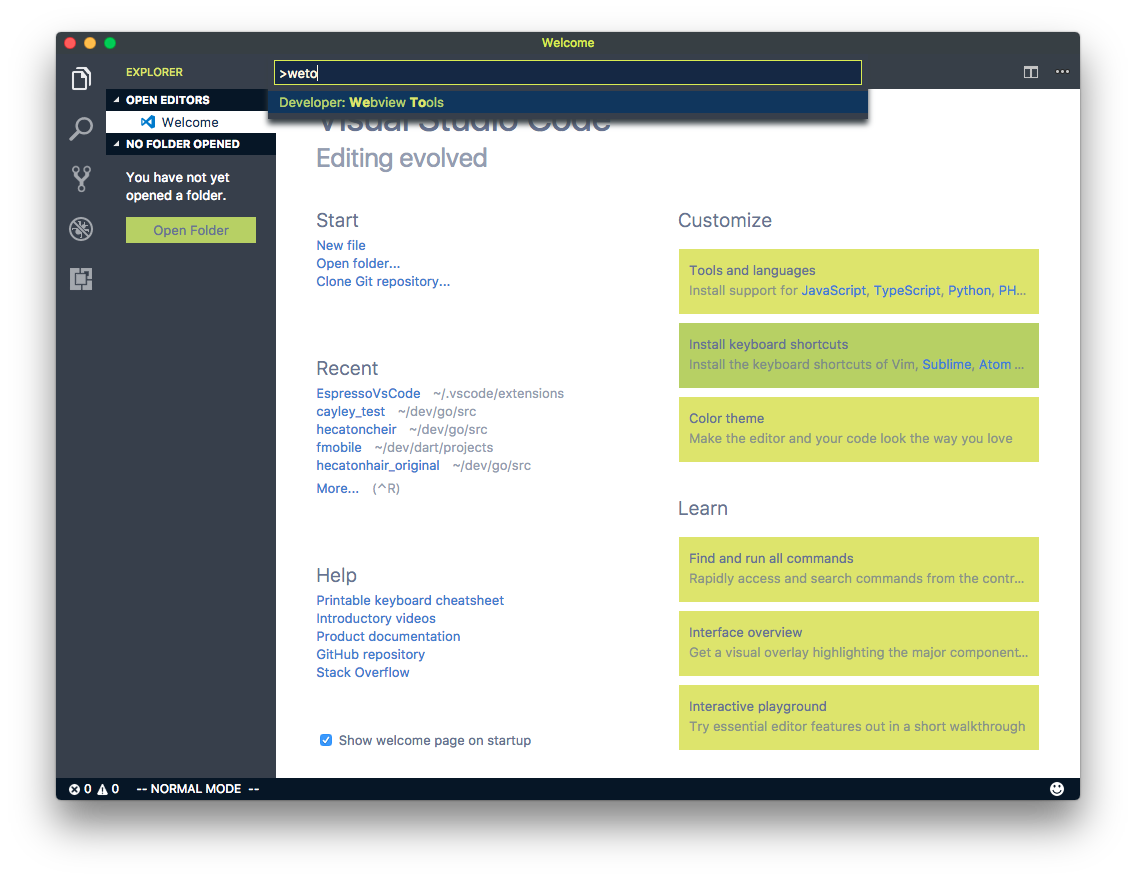 Welcome
EXPLORER
>weto
Developer: Webview Tools
OPEN EDITORS
Welcome
NO FOLDER OPENED
You have not yet
opened a folder.
Open Folder
Visual Studio Code
Editing evolved
Start
New file
Open folder...
Clone Git repository...
Recent
EspressoVsCode ~/.vscode/extensions
cayley_test ~/dev/go/src
hecatoncheir ~/dev/go/src
fmobile ~/dev/dart/projects
hecatonhair_original ~/dev/go/src
More... (^R)
Help
Printable keyboard cheatsheet
Introductory videos
Product documentation
GitHub repository
Stack Overflow
Show welcome page on startup
Customize
Tools and languages
Install support for JavaScript, TypeScript, Python, PH...
Install keyboard shortcuts
Install the keyboard shortcuts of Vim, Sublime, Atom ...
Color theme
Make the editor and your code look the way you love
Learn
Find and run all commands
Rapidly access and search commands from the contr...
Interface overview
Get a visual overlay highlighting the major component...
Interactive playground
Try essential editor features out in a short walkthrough
0 0 -- NORMAL MODE --